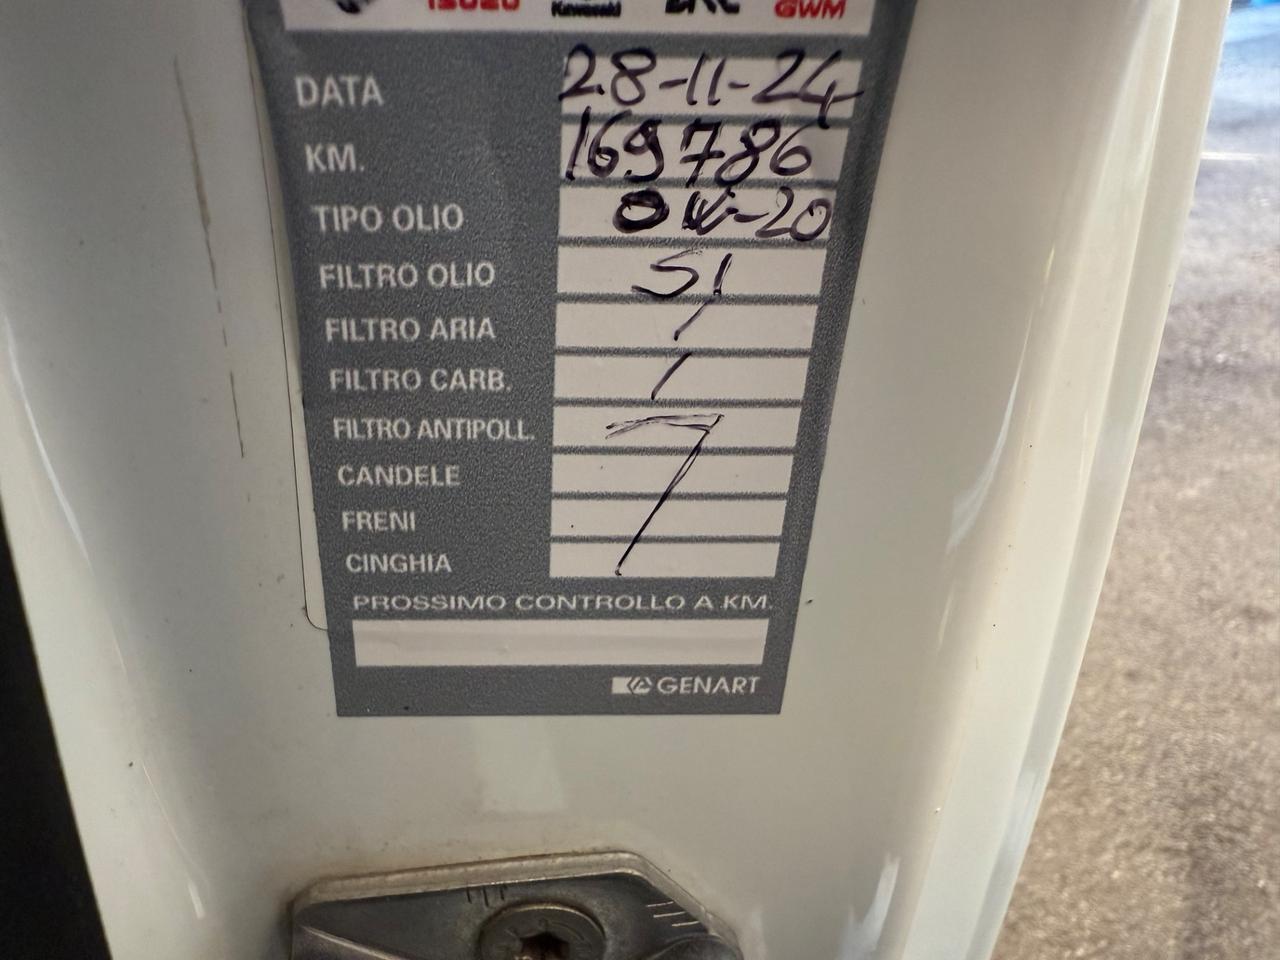 ISUZU Kawasaki GWM
DATA 28-11-24
KM. 169786
TIPO OLIO 0W-20
FILTRO OLIO SI
FILTRO ARIA /
FILTRO CARB. /
FILTRO ANTIPOLL.
CANDELE
FRENI
CINGHIA
PROSSIMO CONTROLLO A KM.
GENART